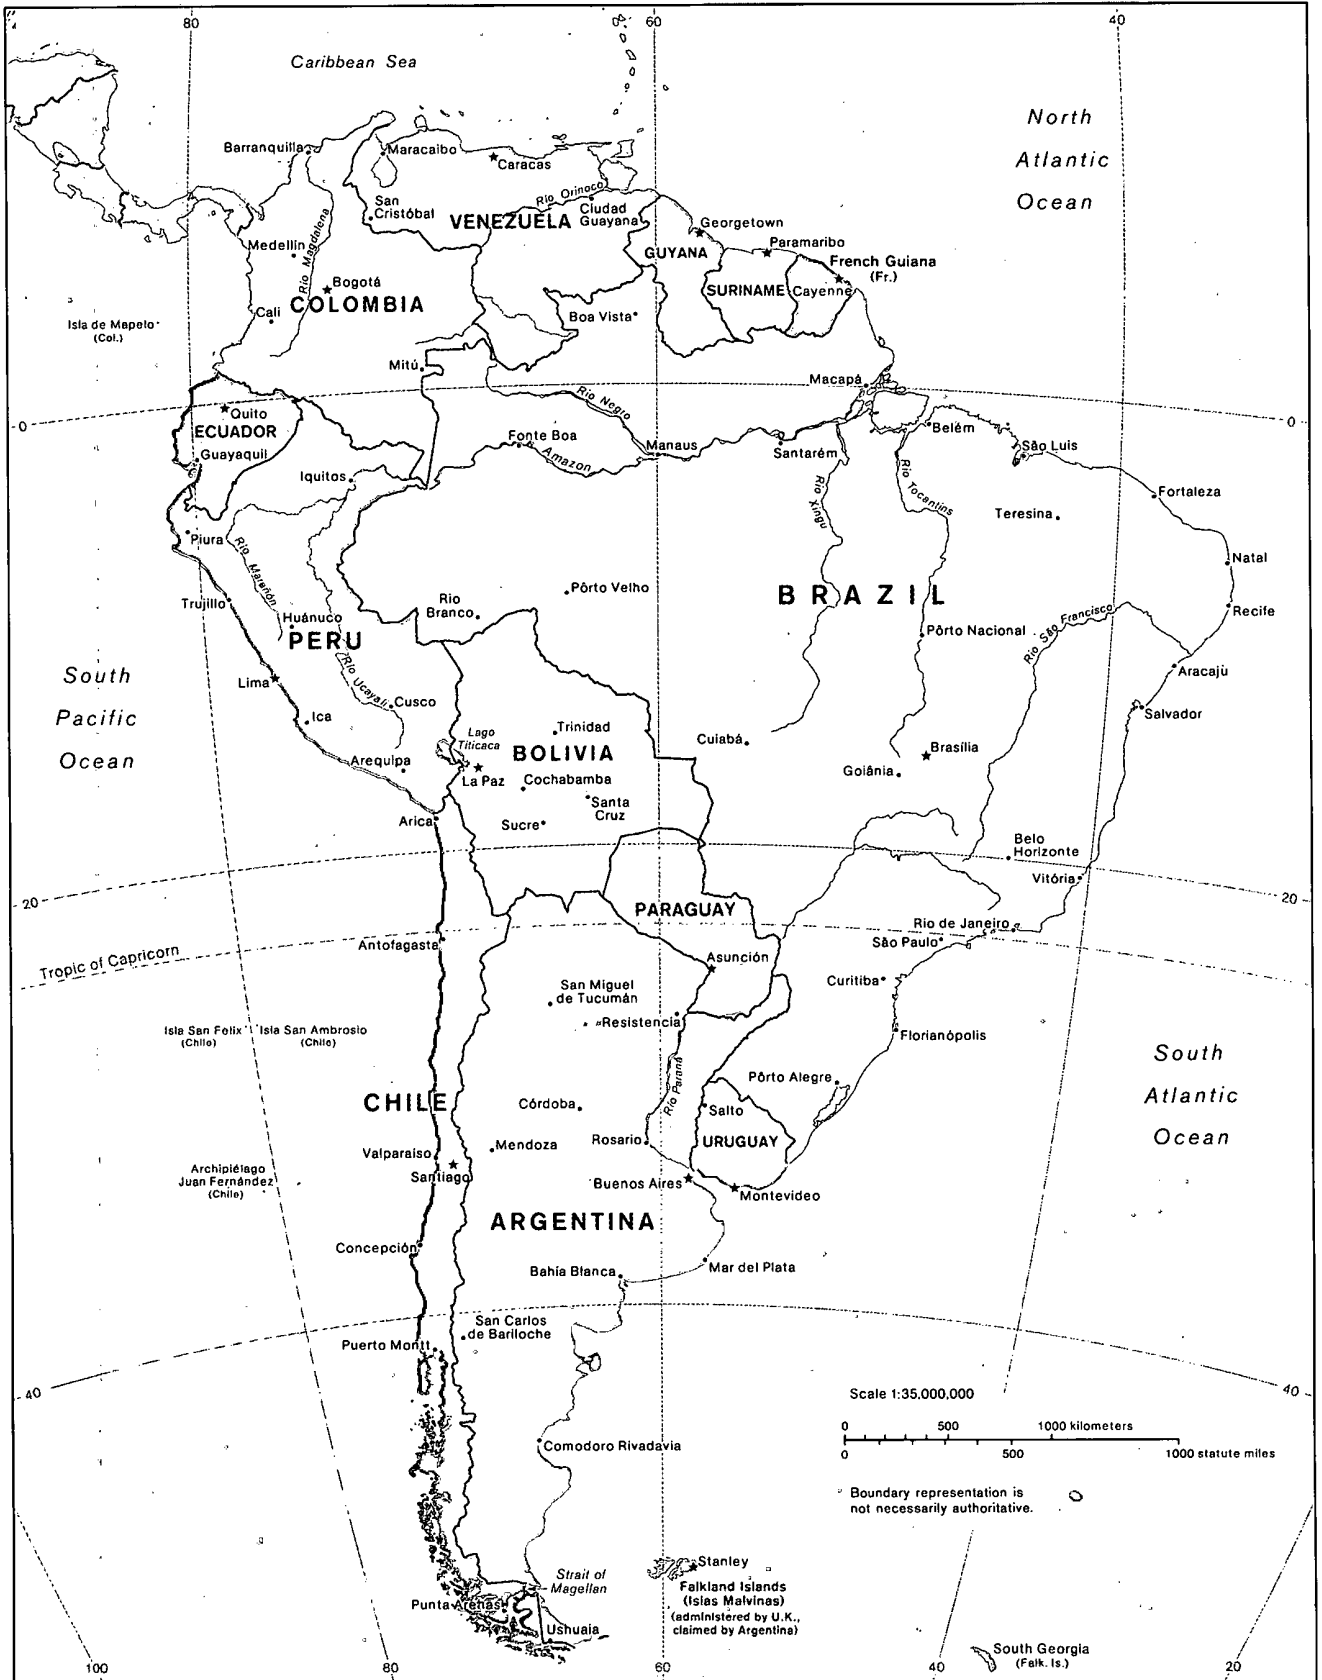 80
60
40
Caribbean Sea
North
Atlantic
Ocean
Barranquilla
Maracaibo
Caracas
San
Cristóbal
Río Orinoco
VENEZUELA
Ciudad
Guayana
Georgetown
Paramaribo
GUYANA
French Guiana
(Fr.)
Medellín
Río Magdalena
Bogotá
COLOMBIA
SURINAME
Cayenne
Cali
Boa Vista
Isla de Mapelo
(Col.)
Mitú
Macapá
Río Negro
0
Quito
ECUADOR
Guayaquil
Fonte Boa
Amazon
Manaus
Santarém
Belém
São Luis
0
Iquitos
Rio Xingu
Rio Tocantins
Fortaleza
Teresina
Piura
Río Marañón
Natal
Trujillo
Rio
Branco
Pôrto Velho
BRAZIL
Recife
Huánuco
PERU
Pôrto Nacional
Rio São Francisco
South
Pacific
Ocean
Lima
Río Ucayali
Cusco
Aracajù
Ica
Salvador
Lago
Titicaca
Trinidad
BOLIVIA
Cuiabá
Brasília
Arequipa
La Paz
Cochabamba
Goiânia
Santa
Cruz
Arica
Sucre
Belo
Horizonte
Vitória
20
20
PARAGUAY
Rio de Janeiro
São Paulo
Antofagasta
Tropic of Capricorn
Asunción
Curitiba
San Miguel
de Tucumán
Isla San Felix
(Chile)
Isla San Ambrosio
(Chile)
Resistencia
Florianópolis
South
Atlantic
Ocean
Río Paraná
Pôrto Alegre
CHILE
Córdoba
Salto
Mendoza
Rosario
URUGUAY
Valparaíso
Santiago
Archipiélago
Juan Fernández
(Chile)
Buenos Aires
Montevideo
ARGENTINA
Concepción
Bahía Blanca
Mar del Plata
San Carlos
de Bariloche
Puerto Montt
40
40
Scale 1:35,000,000
0 500 1000 kilometers
0 500 1000 statute miles
Comodoro Rivadavia
Boundary representation is
not necessarily authoritative.
Strait of
Magellan
Stanley
Falkland Islands
(Islas Malvinas)
(administered by U.K.,
claimed by Argentina)
Punta Arenas
Ushuaia
South Georgia
(Falk. Is.)
100
80
60
40
20